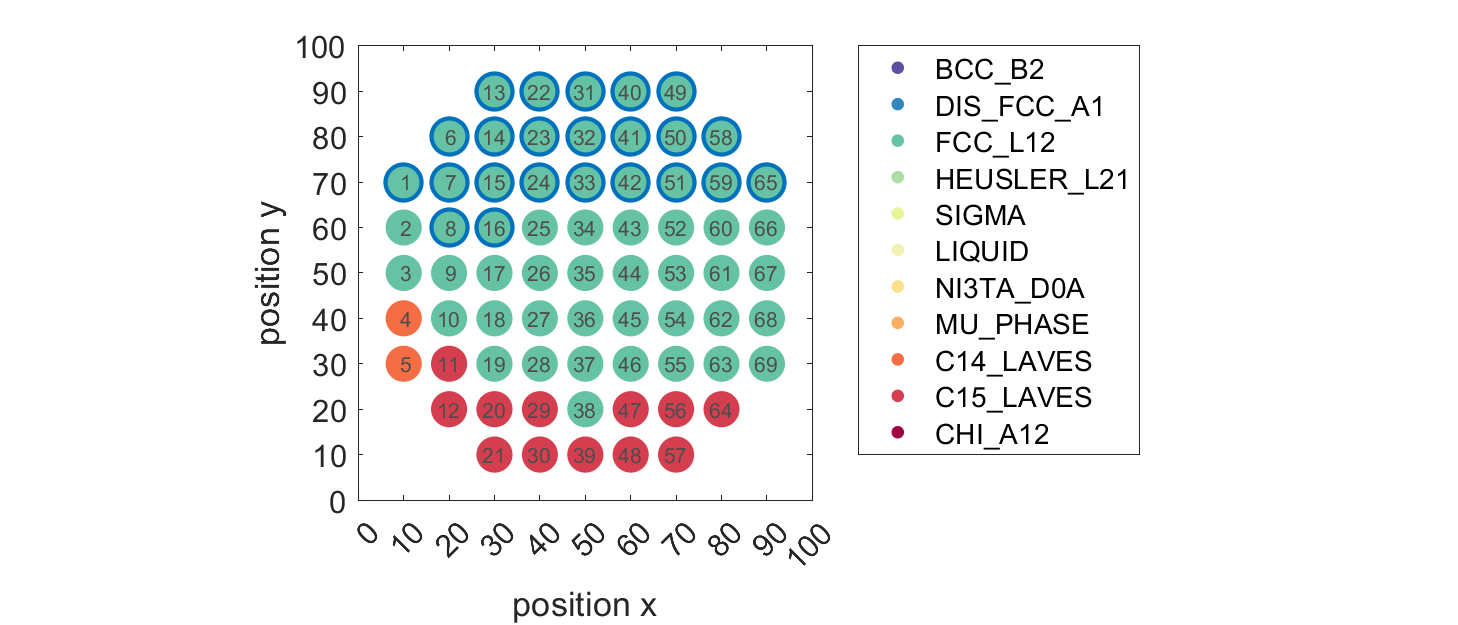 100
90
80
70
60
50
40
30
20
10
0
position y
13 22 31 40 49
6 14 23 32 41 50 58
1 7 15 24 33 42 51 59 65
2 8 16 25 34 43 52 60 66
3 9 17 26 35 44 53 61 67
4 10 18 27 36 45 54 62 68
5 11 19 28 37 46 55 63 69
12 20 29 38 47 56 64
21 30 39 48 57
0 10 20 30 40 50 60 70 80 90 100
position x
BCC_B2
DIS_FCC_A1
FCC_L12
HEUSLER_L21
SIGMA
LIQUID
NI3TA_D0A
MU_PHASE
C14_LAVES
C15_LAVES
CHI_A12